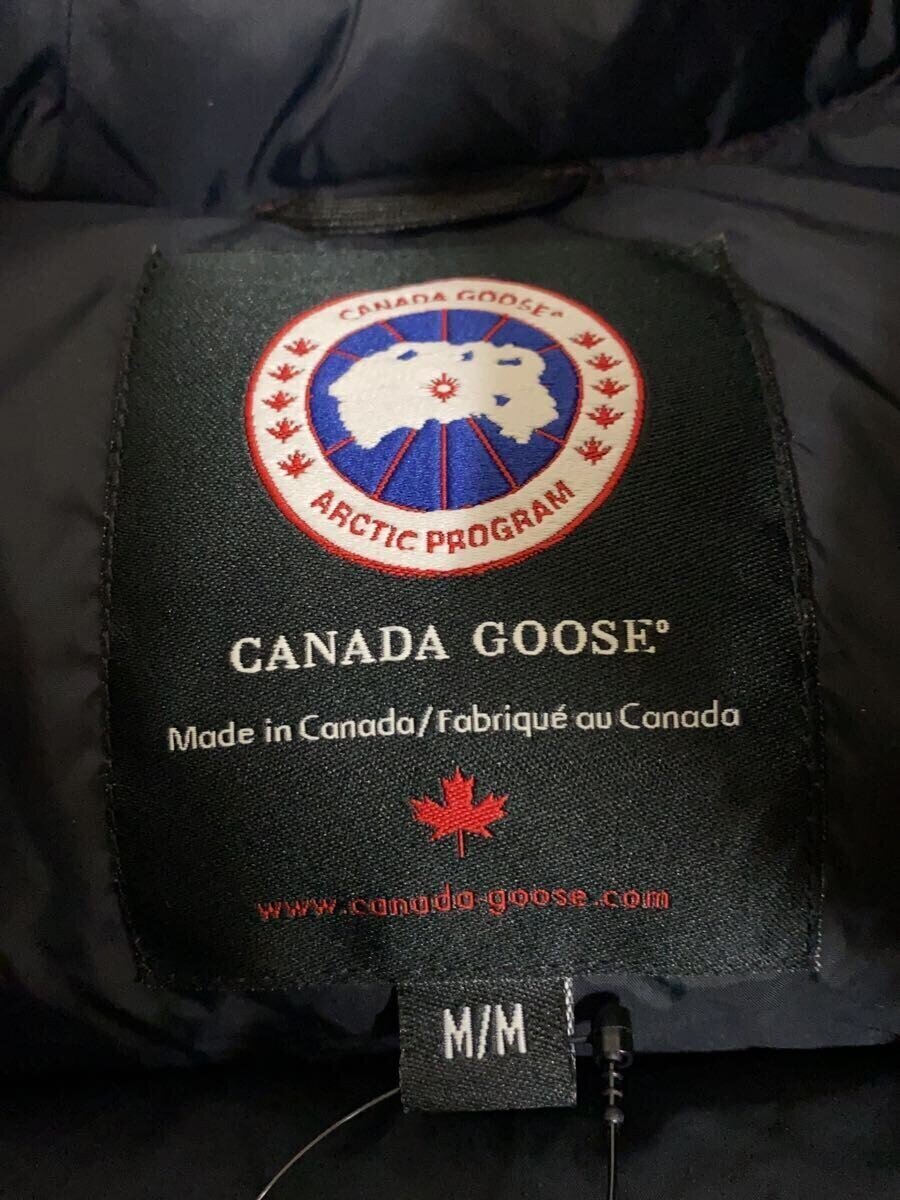 CANADA GOOSE®
ARCTIC PROGRAM
CANADA GOOSE®
Made in Canada/Fabriqué au Canada
www.canada-goose.com
M/M